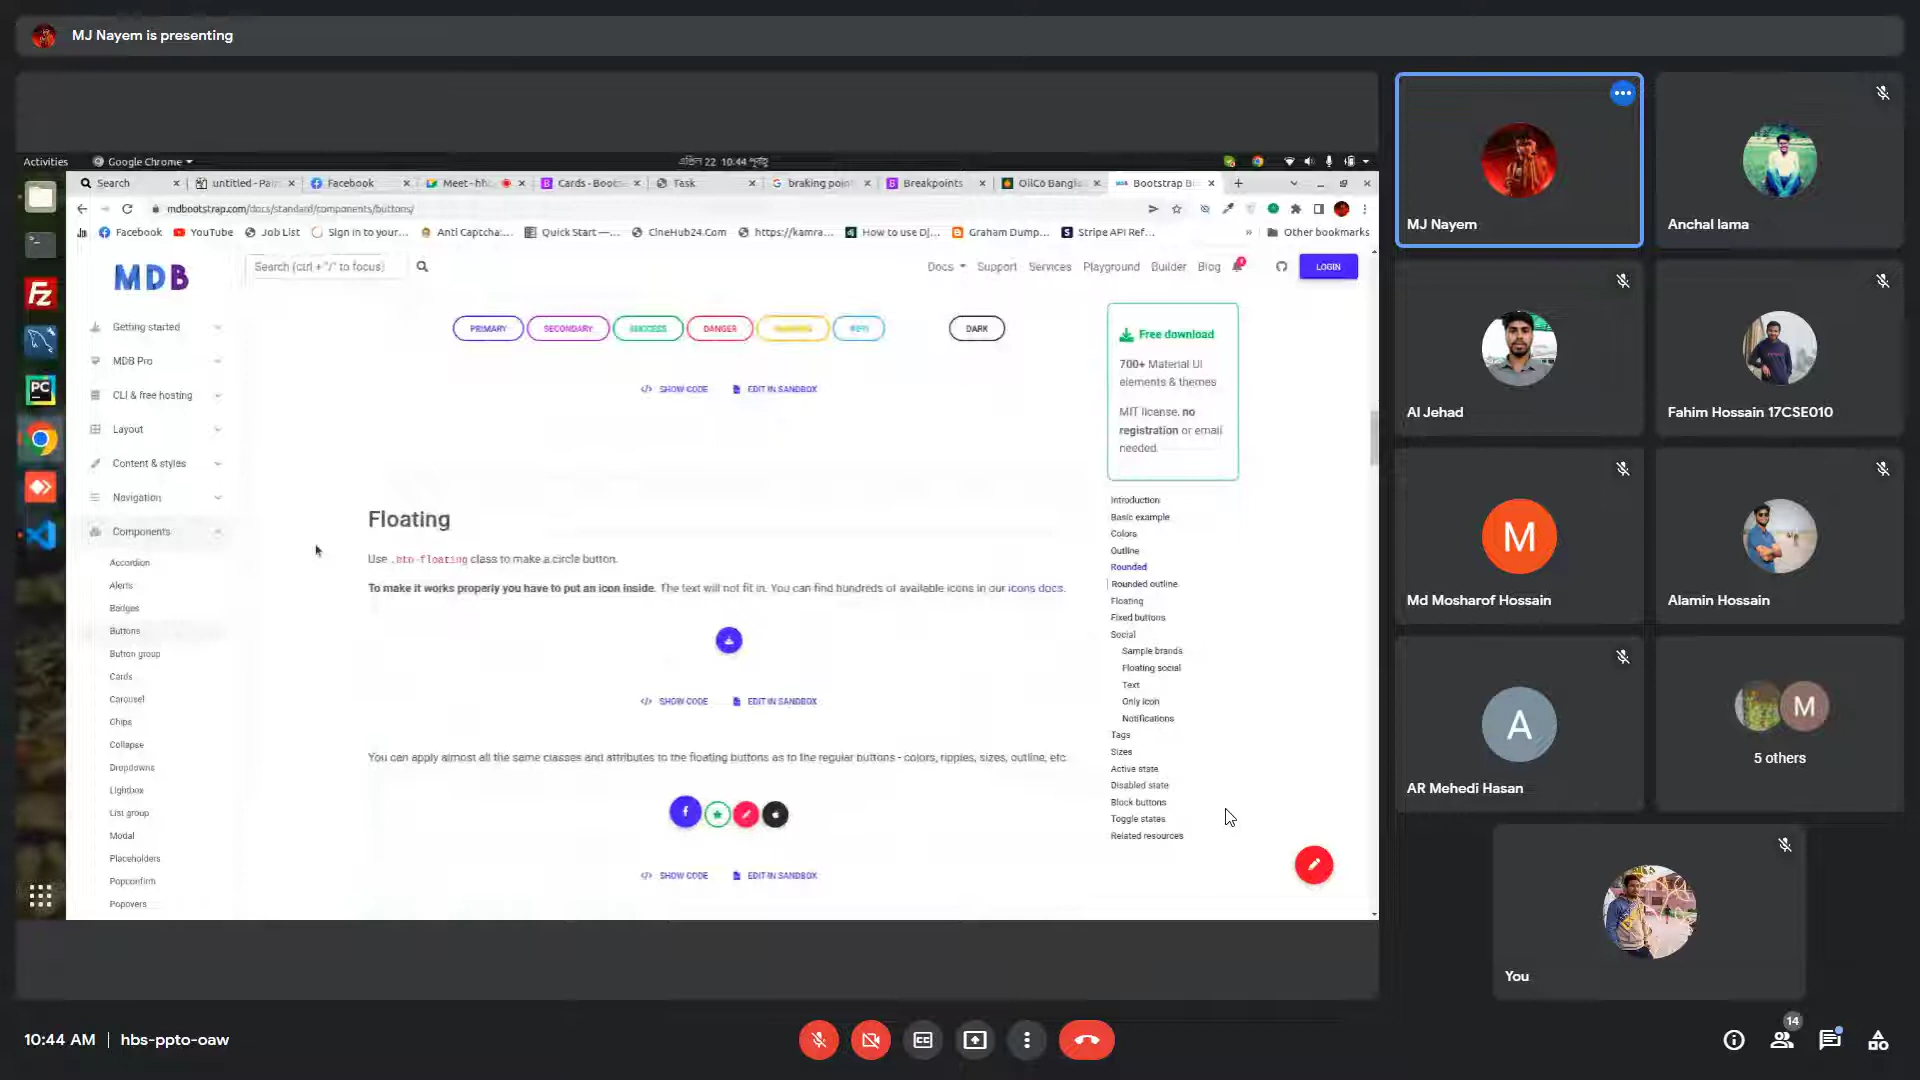 MJ Nayem is presenting
Activities
Google Chrome
এপ্রিল 22 10:44 পূর্বাহ্ণ
Search
untitled - Pain
Facebook
Meet - hb
Cards · Boots
Task
braking poin
Breakpoints
Bootstrap Bu
mdbootstrap.com/docs/standard/components/buttons/
Facebook
YouTube
Job List
Sign in to your...
Anti Captcha:...
Quick Start —...
CineHub24.Com
https://kamra...
How to use DJ...
Graham Dump...
Stripe API Ref...
»
Other bookmarks
MDB
Search (ctrl + "/" to focus)
Docs
Support
Services
Playground
Builder
Blog
LOGIN
Getting started
MDB Pro
CLI & free hosting
Layout
Content & styles
Navigation
Components
Accordion
Alerts
Badges
Buttons
Button group
Cards
Carousel
Chips
Collapse
Dropdowns
Lightbox
List group
Modal
Placeholders
Popconfirm
Popovers
PRIMARY
SECONDARY
SUCCESS
DANGER
WARNING
INFO
DARK
SHOW CODE
EDIT IN SANDBOX
Floating
Use .btn-floating class to make a circle button.
To make it works properly you have to put an icon inside. The text will not fit in. You can find hundreds of available icons in our icons docs.
SHOW CODE
EDIT IN SANDBOX
You can apply almost all the same classes and attributes to the floating buttons as to the regular buttons - colors, ripples, sizes, outline, etc
SHOW CODE
EDIT IN SANDBOX
Free download
700+ Material UI
elements & themes
MIT license, no
registration or email
needed.
Introduction
Basic example
Colors
Outline
Rounded
Rounded outline
Floating
Fixed buttons
Social
Sample brands
Floating social
Text
Only icon
Notifications
Tags
Sizes
Active state
Disabled state
Block buttons
Toggle states
Related resources
MJ Nayem
Anchal lama
Al Jehad
Fahim Hossain 17CSE010
M
Md Mosharof Hossain
Alamin Hossain
A
AR Mehedi Hasan
M
5 others
You
10:44 AM
hbs-ppto-oaw
14